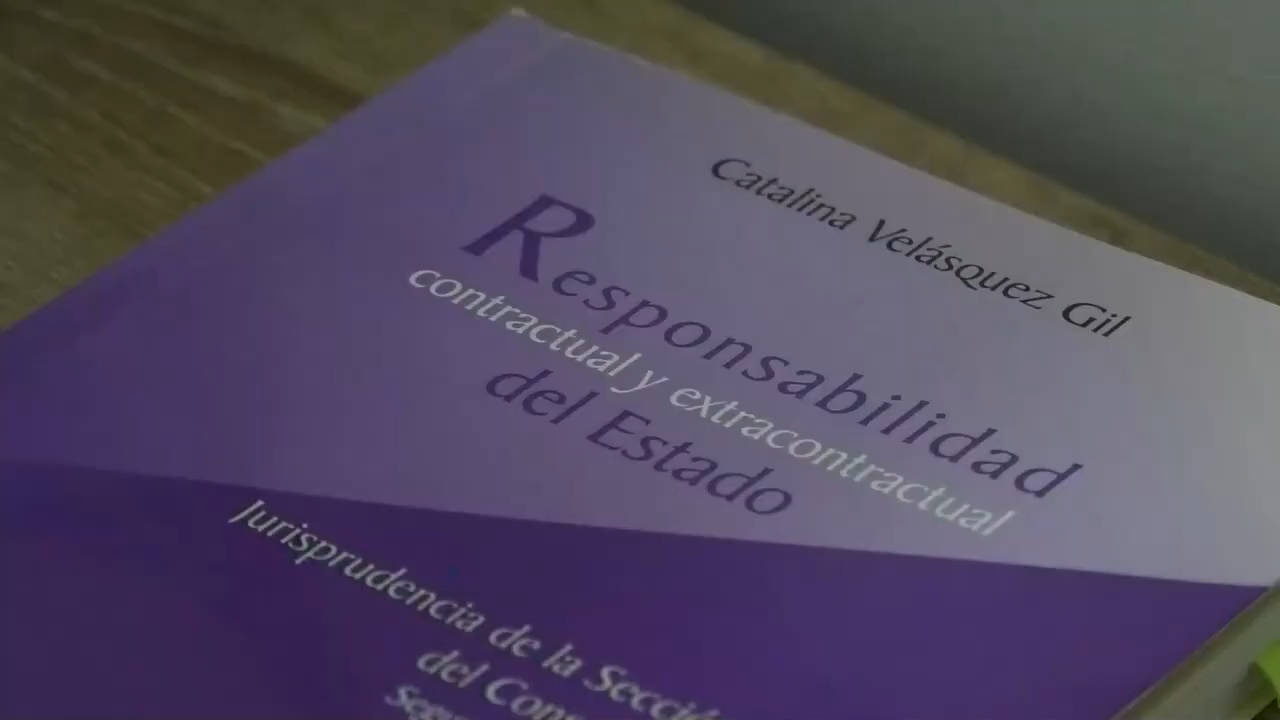 Catalina Velásquez Gil
Responsabilidad
contractual y extracontractual
del Estado
Jurisprudencia de la
del